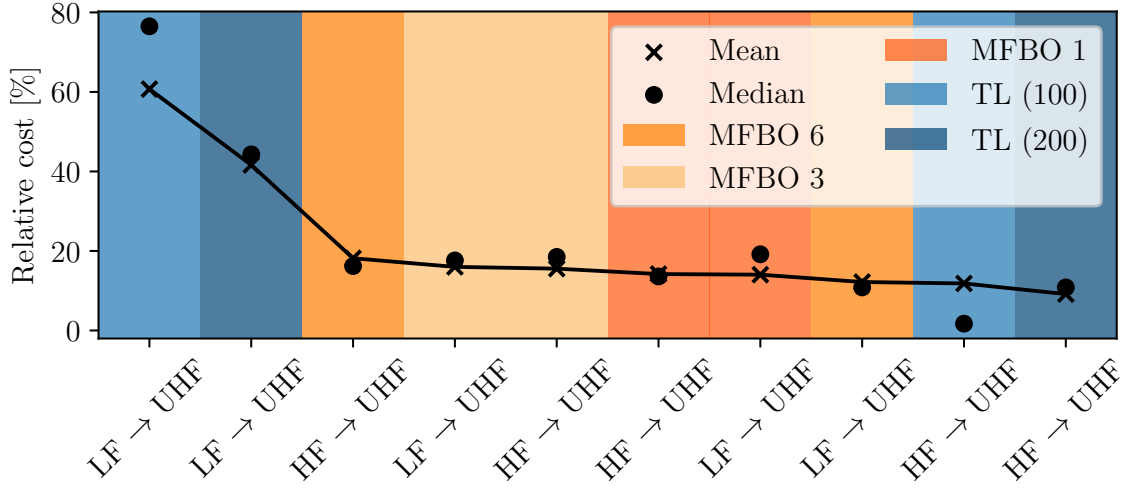 Relative cost [%]
80
60
40
20
0
Mean
Median
MFBO 6
MFBO 3
MFBO 1
TL (100)
TL (200)
LF → UHF
LF → UHF
HF → UHF
LF → UHF
HF → UHF
HF → UHF
LF → UHF
LF → UHF
HF → UHF
HF → UHF